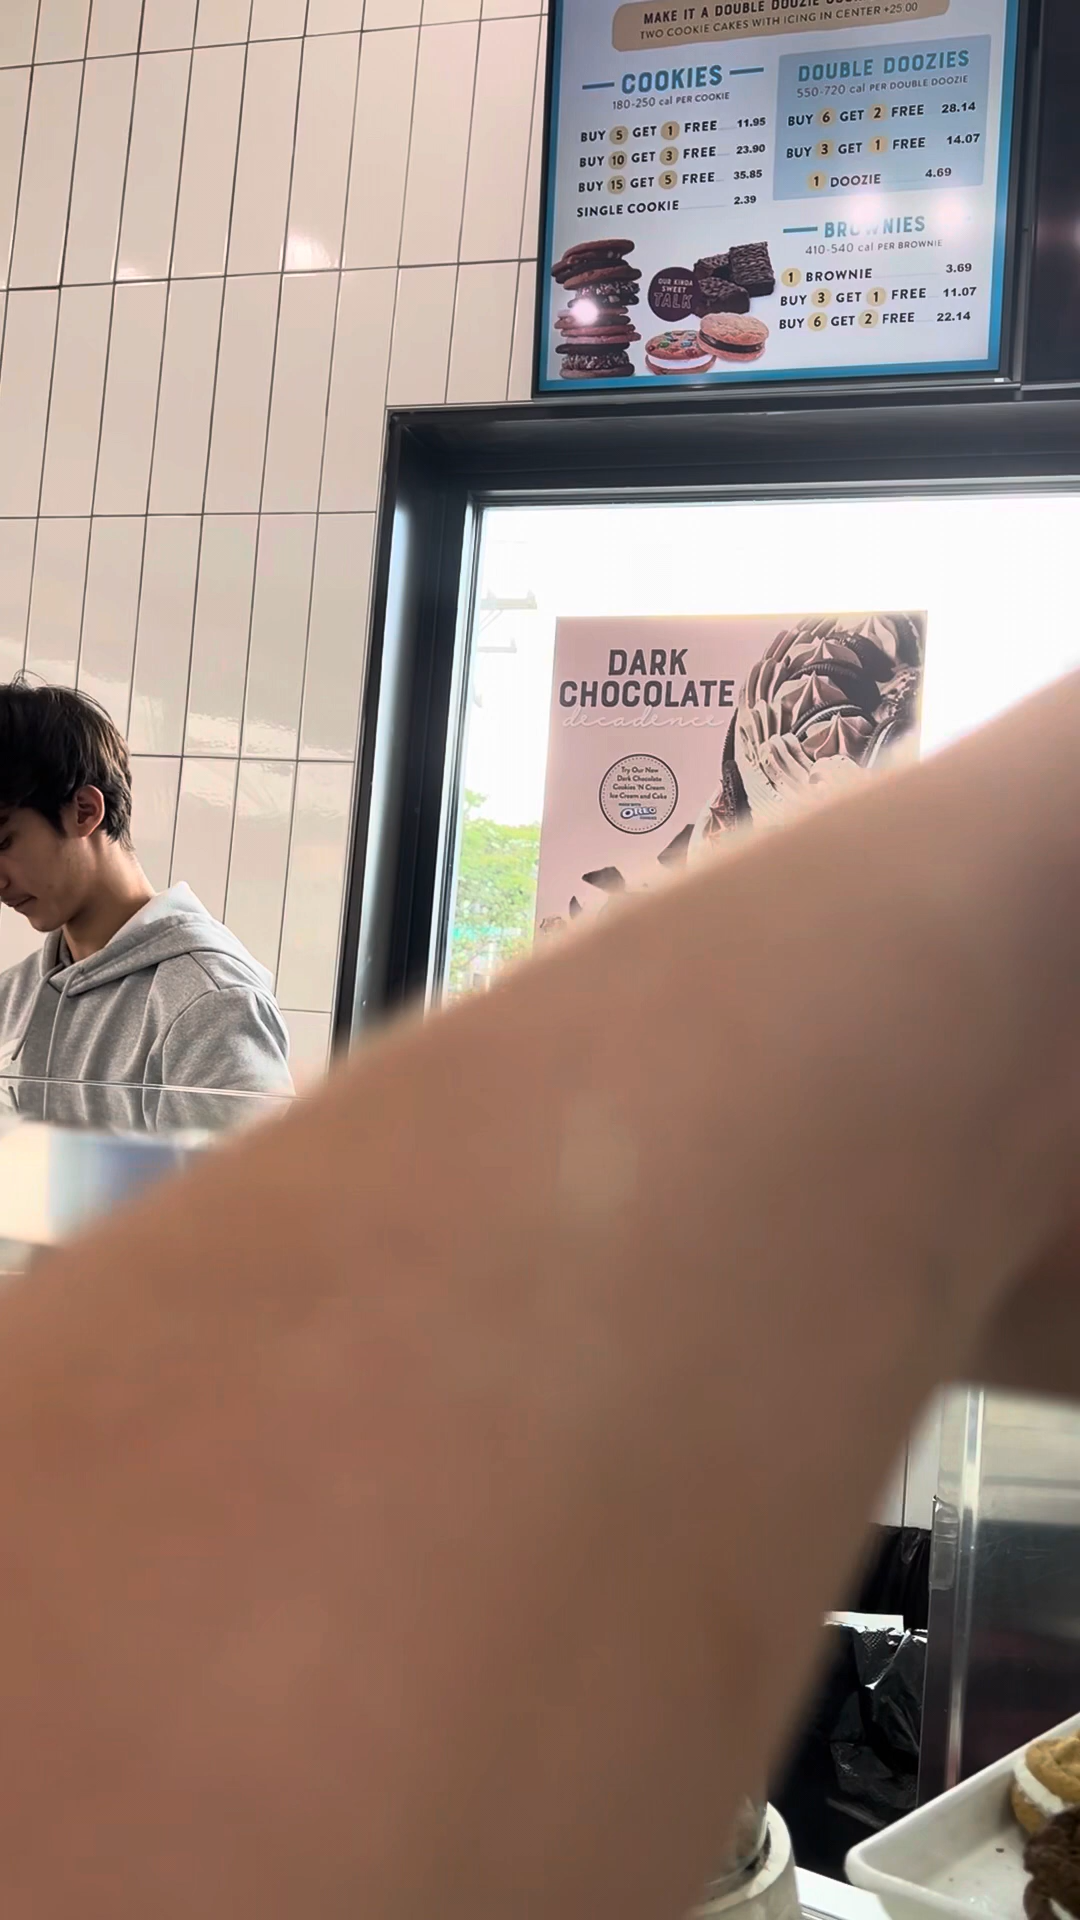 MAKE IT A DOUBLE DOOZIE
TWO COOKIE CAKES WITH ICING IN CENTER +25.00
COOKIES
180-250 cal PER COOKIE
BUY 5 GET 1 FREE 11.95
BUY 10 GET 3 FREE 23.90
BUY 15 GET 5 FREE 35.85
SINGLE COOKIE 2.39
DOUBLE DOOZIES
550-720 cal PER DOUBLE DOOZIE
BUY 6 GET 2 FREE 28.14
BUY 3 GET 1 FREE 14.07
1 DOOZIE 4.69
BROWNIES
410-540 cal PER BROWNIE
1 BROWNIE 3.69
BUY 3 GET 1 FREE 11.07
BUY 6 GET 2 FREE 22.14
OUR KINDA
SWEET
TALK
DARK
CHOCOLATE
decadence
Try Our New
Dark Chocolate
Cookies 'N Cream
Ice Cream and Cake
MADE WITH
OREO
COOKIES